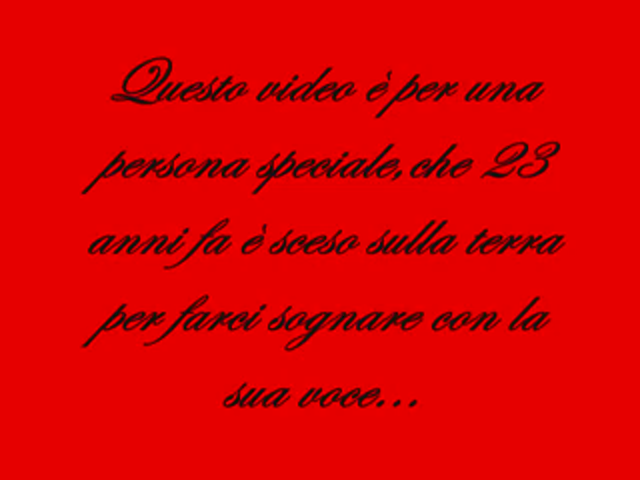 Questo video è per una
persona speciale,che 23
anni fa è sceso sulla terra
per farci sognare con la
sua voce...